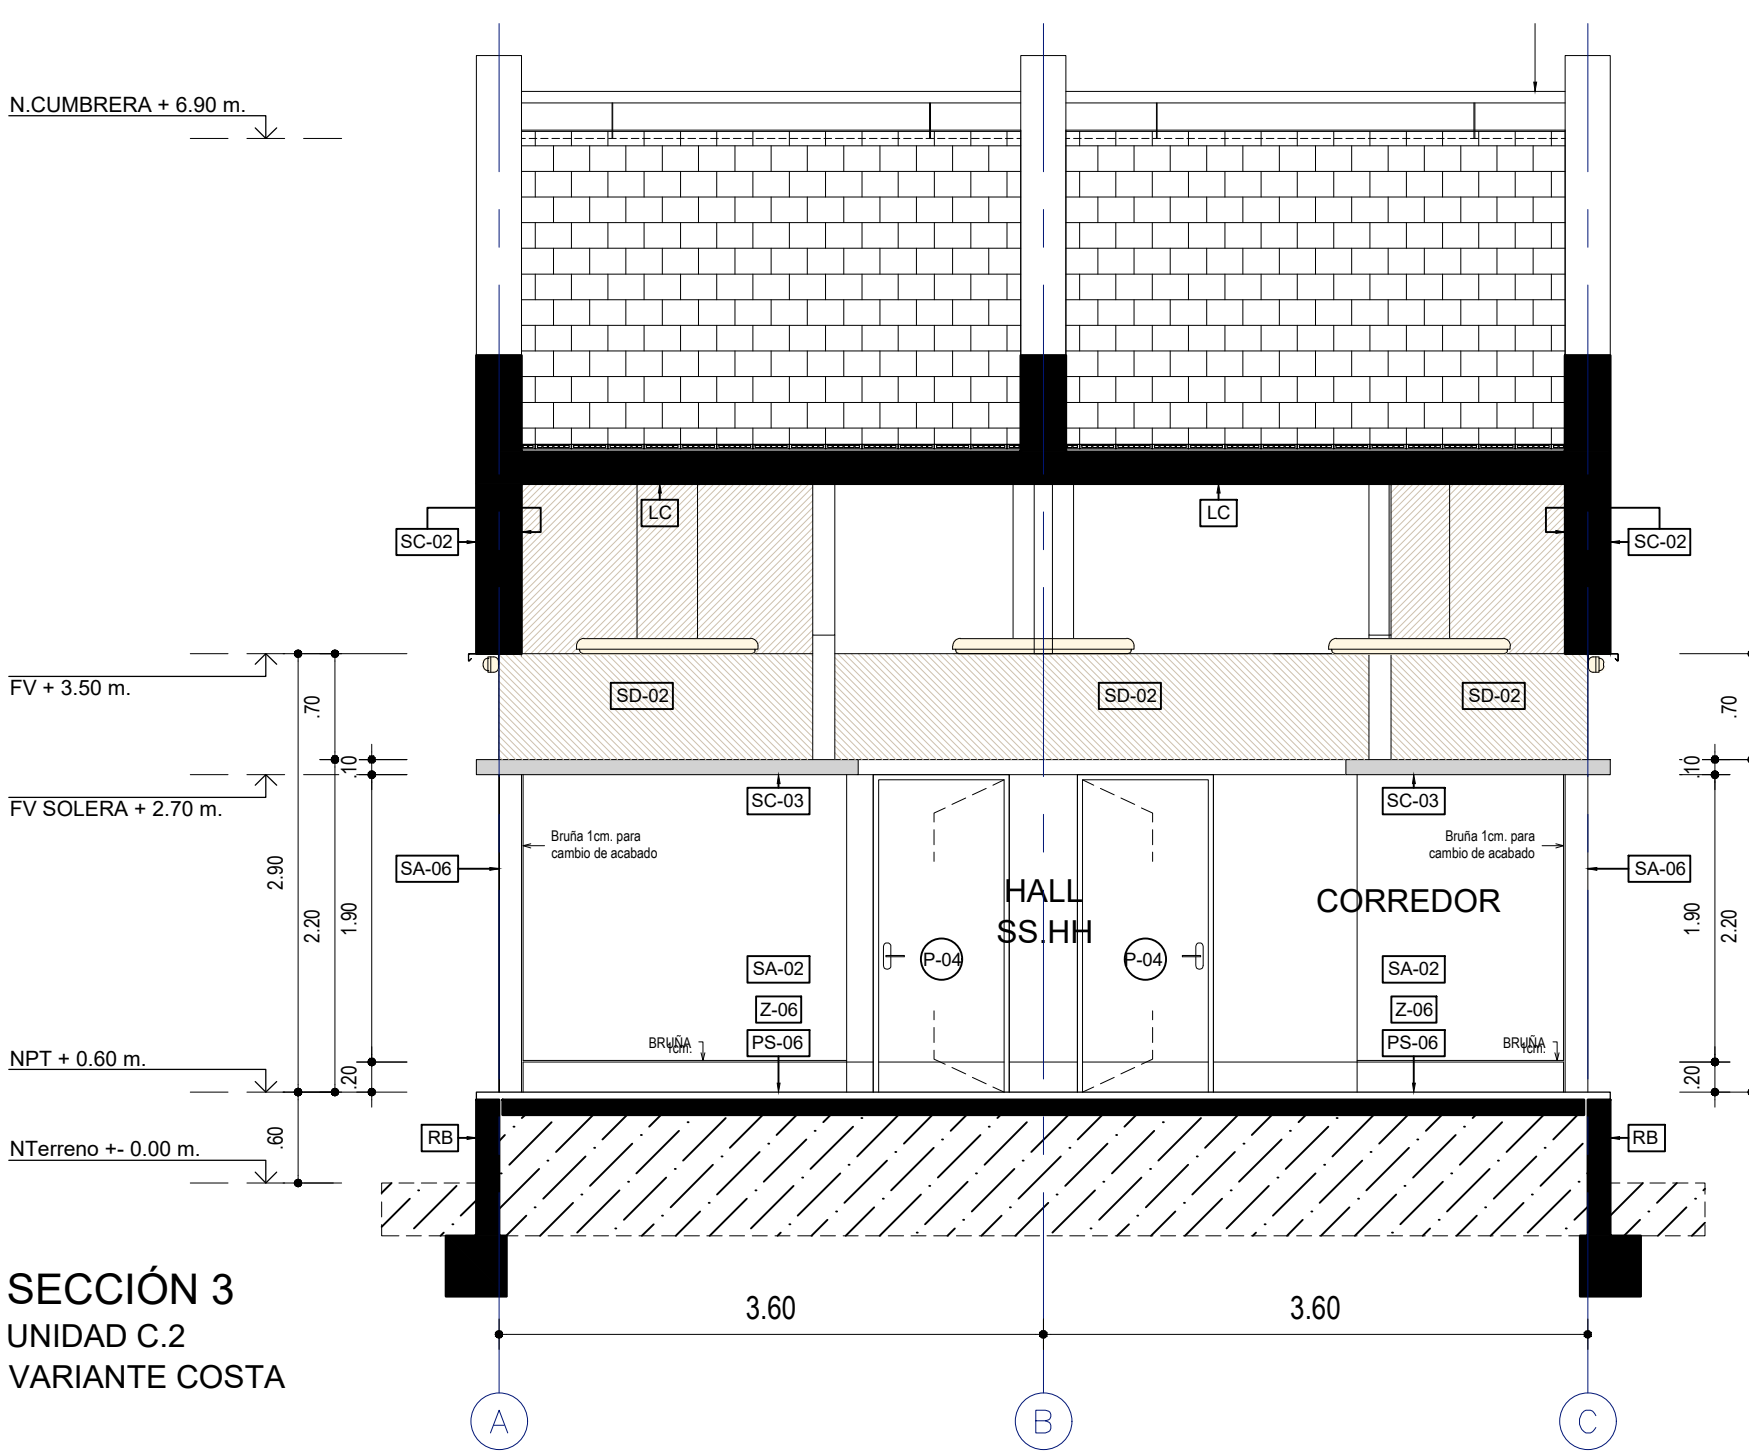 N.CUMBRERA + 6.90 m.
LC
LC
SC-02
SC-02
FV + 3.50 m.
.70
SD-02
SD-02
SD-02
.70
.10
.10
FV SOLERA + 2.70 m.
SC-03
SC-03
Bruña 1cm. para
cambio de acabado
Bruña 1cm. para
cambio de acabado
2.90
SA-06
SA-06
HALL
SS.HH
CORREDOR
2.20
1.90
1.90
2.20
P-04
P-04
SA-02
SA-02
Z-06
Z-06
BRUÑA
1cm.
PS-06
PS-06
BRUÑA
1cm.
NPT + 0.60 m.
.20
.20
.60
RB
RB
NTerreno +- 0.00 m.
SECCIÓN 3
UNIDAD C.2
VARIANTE COSTA
3.60
3.60
A
B
C